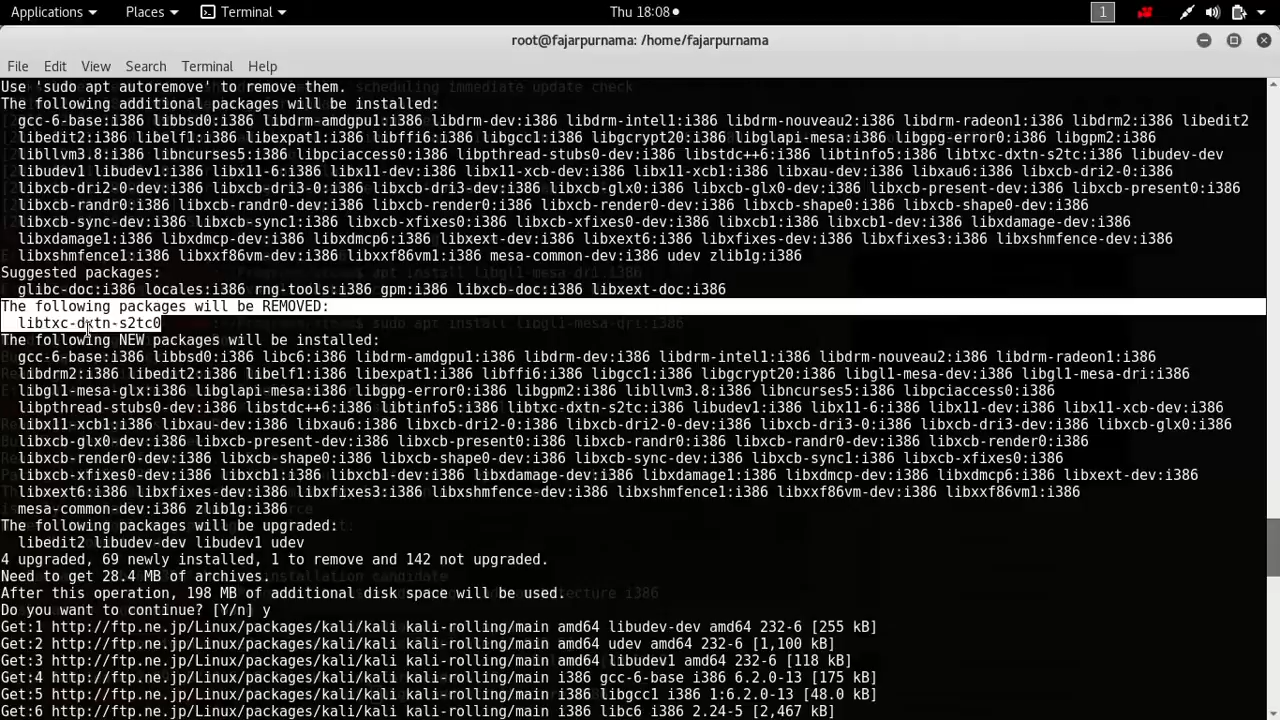 Applications Places Terminal Thu 18:08 1
root@fajarpurnama: /home/fajarpurnama
File Edit View Search Terminal Help
Use 'sudo apt autoremove' to remove them. scheduling immediate update check
The following additional packages will be installed:
gcc-6-base:i386 libbsd0:i386 libdrm-amdgpu1:i386 libdrm-dev:i386 libdrm-intel1:i386 libdrm-nouveau2:i386 libdrm-radeon1:i386 libdrm2:i386 libedit2
libedit2:i386 libelf1:i386 libexpat1:i386 libffi6:i386 libgcc1:i386 libgcrypt20:i386 libglapi-mesa:i386 libgpg-error0:i386 libgpm2:i386
libllvm3.8:i386 libncurses5:i386 libpciaccess0:i386 libpthread-stubs0-dev:i386 libstdc++6:i386 libtinfo5:i386 libtxc-dxtn-s2tc:i386 libudev-dev
libudev1 libudev1:i386 libx11-6:i386 libx11-dev:i386 libx11-xcb-dev:i386 libx11-xcb1:i386 libxau-dev:i386 libxau6:i386 libxcb-dri2-0:i386
libxcb-dri2-0-dev:i386 libxcb-dri3-0:i386 libxcb-dri3-dev:i386 libxcb-glx0:i386 libxcb-glx0-dev:i386 libxcb-present-dev:i386 libxcb-present0:i386
libxcb-randr0:i386 libxcb-randr0-dev:i386 libxcb-render0:i386 libxcb-render0-dev:i386 libxcb-shape0:i386 libxcb-shape0-dev:i386
libxcb-sync-dev:i386 libxcb-sync1:i386 libxcb-xfixes0:i386 libxcb-xfixes0-dev:i386 libxcb1:i386 libxcb1-dev:i386 libxdamage-dev:i386
libxdamage1:i386 libxdmcp-dev:i386 libxdmcp6:i386 libxext-dev:i386 libxext6:i386 libxfixes-dev:i386 libxfixes3:i386 libxshmfence-dev:i386
libxshmfence1:i386 libxxf86vm-dev:i386 libxxf86vm1:i386 mesa-common-dev:i386 udev zlib1g:i386
Suggested packages:
glibc-doc:i386 locales:i386 rng-tools:i386 gpm:i386 libxcb-doc:i386 libxext-doc:i386
The following packages will be REMOVED:
libtxc-dxtn-s2tc0
The following NEW packages will be installed:
gcc-6-base:i386 libbsd0:i386 libc6:i386 libdrm-amdgpu1:i386 libdrm-dev:i386 libdrm-intel1:i386 libdrm-nouveau2:i386 libdrm-radeon1:i386
libdrm2:i386 libedit2:i386 libelf1:i386 libexpat1:i386 libffi6:i386 libgcc1:i386 libgcrypt20:i386 libgl1-mesa-dev:i386 libgl1-mesa-dri:i386
libgl1-mesa-glx:i386 libglapi-mesa:i386 libgpg-error0:i386 libgpm2:i386 libllvm3.8:i386 libncurses5:i386 libpciaccess0:i386
libpthread-stubs0-dev:i386 libstdc++6:i386 libtinfo5:i386 libtxc-dxtn-s2tc:i386 libudev1:i386 libx11-6:i386 libx11-dev:i386 libx11-xcb-dev:i386
libx11-xcb1:i386 libxau-dev:i386 libxau6:i386 libxcb-dri2-0:i386 libxcb-dri2-0-dev:i386 libxcb-dri3-0:i386 libxcb-dri3-dev:i386 libxcb-glx0:i386
libxcb-glx0-dev:i386 libxcb-present-dev:i386 libxcb-present0:i386 libxcb-randr0:i386 libxcb-randr0-dev:i386 libxcb-render0:i386
libxcb-render0-dev:i386 libxcb-shape0:i386 libxcb-shape0-dev:i386 libxcb-sync-dev:i386 libxcb-sync1:i386 libxcb-xfixes0:i386
libxcb-xfixes0-dev:i386 libxcb1:i386 libxcb1-dev:i386 libxdamage-dev:i386 libxdamage1:i386 libxdmcp-dev:i386 libxdmcp6:i386 libxext-dev:i386
libxext6:i386 libxfixes-dev:i386 libxfixes3:i386 libxshmfence-dev:i386 libxshmfence1:i386 libxxf86vm-dev:i386 libxxf86vm1:i386
mesa-common-dev:i386 zlib1g:i386
The following packages will be upgraded:
libedit2 libudev-dev libudev1 udev
4 upgraded, 69 newly installed, 1 to remove and 142 not upgraded.
Need to get 28.4 MB of archives.
After this operation, 198 MB of additional disk space will be used.
Do you want to continue? [Y/n] y
Get:1 http://ftp.ne.jp/Linux/packages/kali/kali kali-rolling/main amd64 libudev-dev amd64 232-6 [255 kB]
Get:2 http://ftp.ne.jp/Linux/packages/kali/kali kali-rolling/main amd64 udev amd64 232-6 [1,100 kB]
Get:3 http://ftp.ne.jp/Linux/packages/kali/kali kali-rolling/main amd64 libudev1 amd64 232-6 [118 kB]
Get:4 http://ftp.ne.jp/Linux/packages/kali/kali kali-rolling/main i386 gcc-6-base i386 6.2.0-13 [175 kB]
Get:5 http://ftp.ne.jp/Linux/packages/kali/kali kali-rolling/main i386 libgcc1 i386 1:6.2.0-13 [48.0 kB]
Get:6 http://ftp.ne.jp/Linux/packages/kali/kali kali-rolling/main i386 libc6 i386 2.24-5 [2,467 kB]